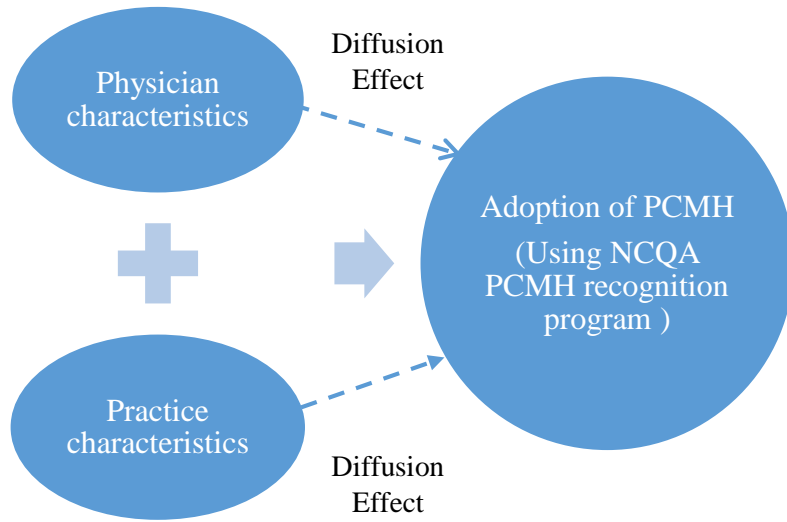 Diffusion
Effect
Physician
characteristics
Adoption of PCMH
(Using NCQA
PCMH recognition
program )
Practice
characteristics
Diffusion
Effect